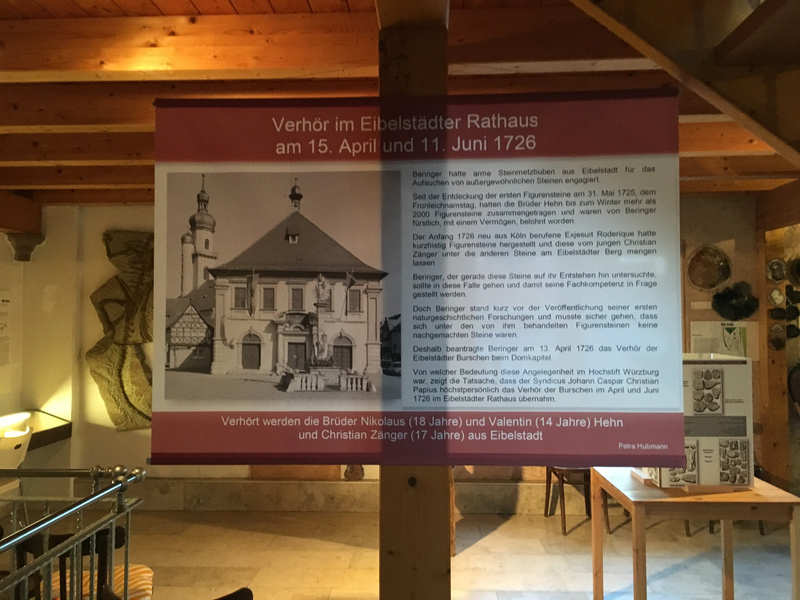 Verhör im Eibelstädter Rathaus
am 15. April und 11. Juni 1726
Beringer hatte arme Steinmetzbuben aus Eibelstadt für das
Aufsuchen von außergewöhnlichen Steinen engagiert.
Seit der Entdeckung der ersten Figurensteine am 31. Mai 1725, dem
Fronleichnamstag, hatten die Brüder Hehn bis zum Winter mehr als
2000 Figurensteine zusammengetragen und waren von Beringer
fürstlich, mit einem Vermögen, belohnt worden.
Der Anfang 1726 neu aus Köln berufene Exjesuit Roderique hatte
kurzfristig Figurensteine hergestellt und diese vom jungen Christian
Zänger unter die anderen Steine am Eibelstädter Berg mengen
lassen.
Beringer, der gerade diese Steine auf ihr Entstehen hin untersuchte,
sollte in diese Falle gehen und damit seine Fachkompetenz in Frage
gestellt werden.
Doch Beringer stand kurz vor der Veröffentlichung seiner ersten
naturgeschichtlichen Forschungen und musste sicher gehen, dass
sich unter den von ihm behandelten Figurensteinen keine
nachgemachten Steine waren.
Deshalb beantragte Beringer am 13. April 1726 das Verhör der
Eibelstädter Burschen beim Domkapitel.
Von welcher Bedeutung diese Angelegenheit im Hochstift Würzburg
war, zeigt die Tatsache, dass der Syndicus Johann Caspar Christian
Papius höchstpersönlich das Verhör der Burschen im April und Juni
1726 im Eibelstädter Rathaus übernahm.
Verhört werden die Brüder Nikolaus (18 Jahre) und Valentin (14 Jahre) Hehn
und Christian Zänger (17 Jahre) aus Eibelstadt
Petra Hubmann